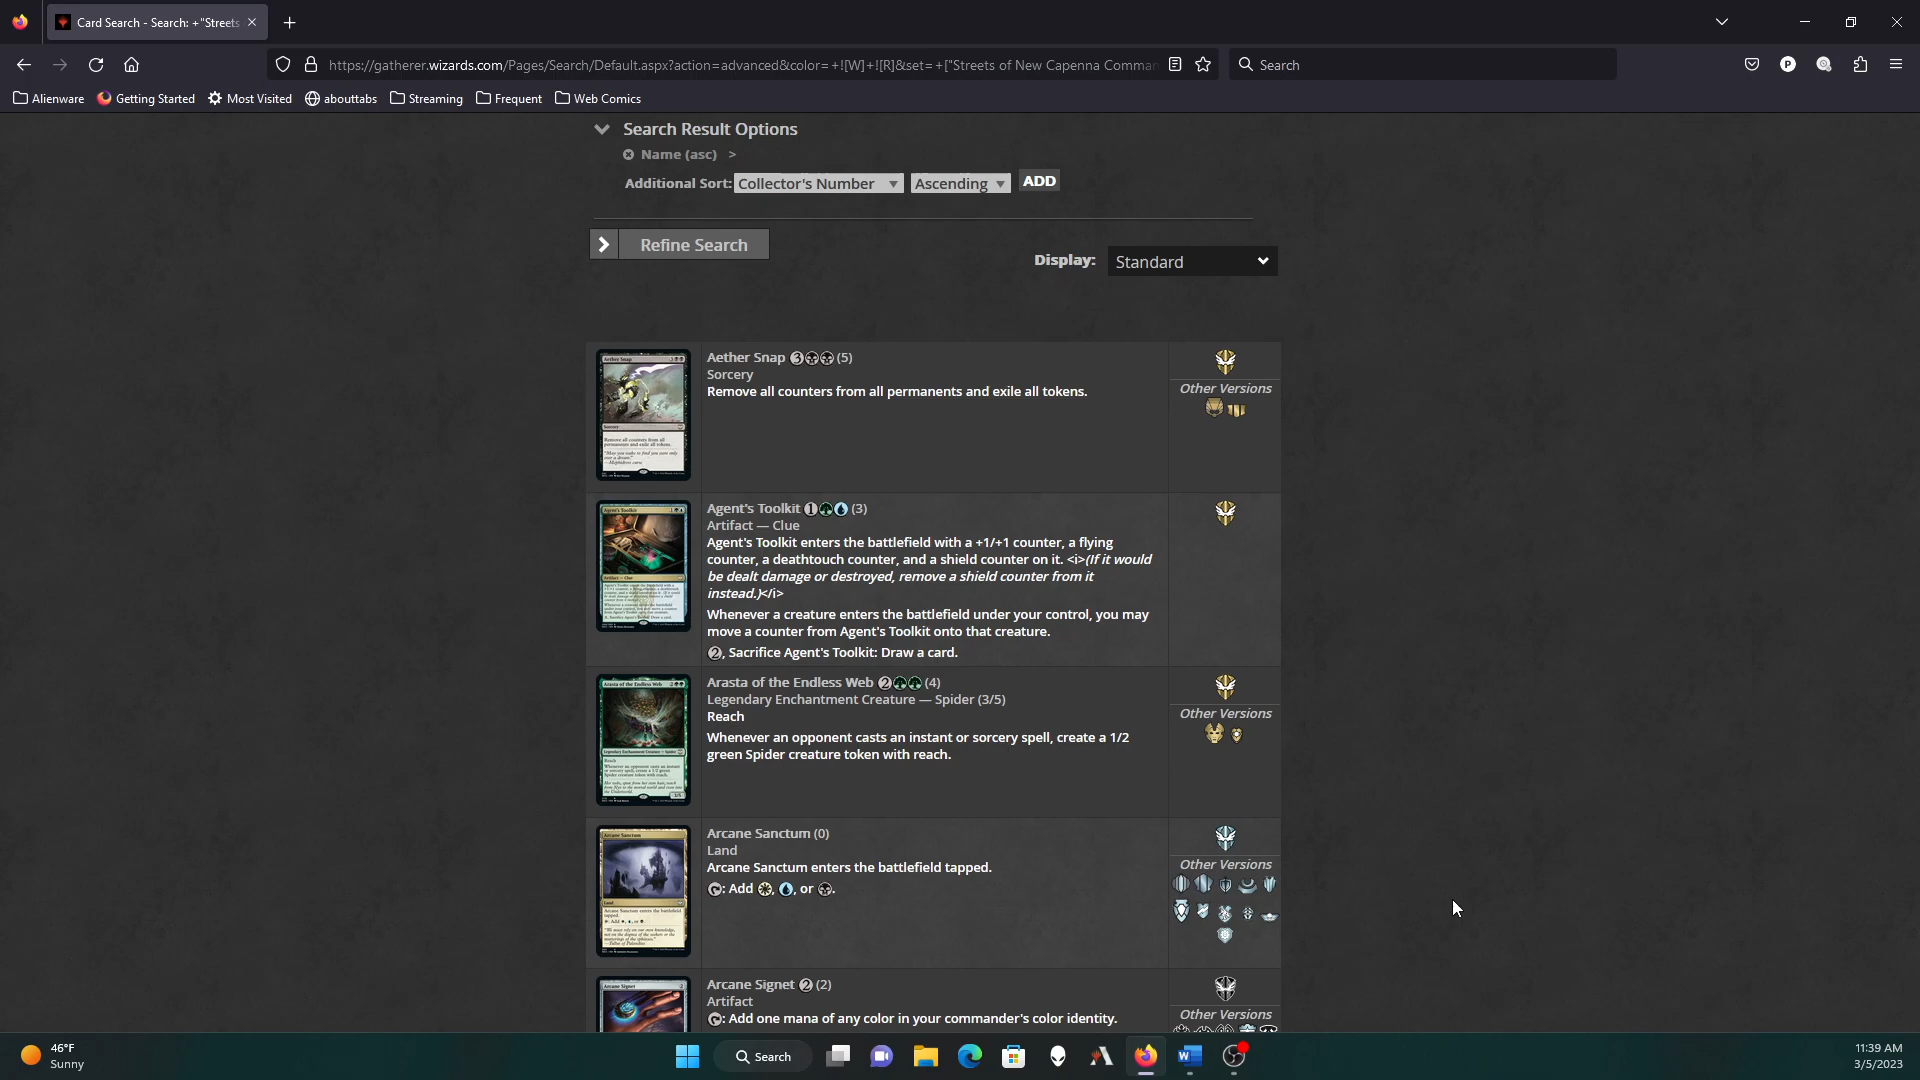 Card Search - Search: +"Streets
https://gatherer.wizards.com/Pages/Search/Default.aspx?action=advanced&color=+![W]+![R]&set=+["Streets of New Capenna Comman
Search
Alienware
Getting Started
Most Visited
abouttabs
Streaming
Frequent
Web Comics
Search Result Options
Name (asc) >
Additional Sort: Collector's Number Ascending ADD
Refine Search
Display: Standard
Aether Snap 3 (5)
Sorcery
Remove all counters from all permanents and exile all tokens.
Other Versions
Agent's Toolkit 1 (3)
Artifact — Clue
Agent's Toolkit enters the battlefield with a +1/+1 counter, a flying
counter, a deathtouch counter, and a shield counter on it. <i>(If it would
be dealt damage or destroyed, remove a shield counter from it
instead.)</i>
Whenever a creature enters the battlefield under your control, you may
move a counter from Agent's Toolkit onto that creature.
2, Sacrifice Agent's Toolkit: Draw a card.
Arasta of the Endless Web 2 (4)
Legendary Enchantment Creature — Spider (3/5)
Reach
Whenever an opponent casts an instant or sorcery spell, create a 1/2
green Spider creature token with reach.
Other Versions
Arcane Sanctum (0)
Land
Arcane Sanctum enters the battlefield tapped.
: Add , , or .
Other Versions
Arcane Signet 2 (2)
Artifact
: Add one mana of any color in your commander's color identity.
Other Versions
46°F
Sunny
Search
11:39 AM
3/5/2023